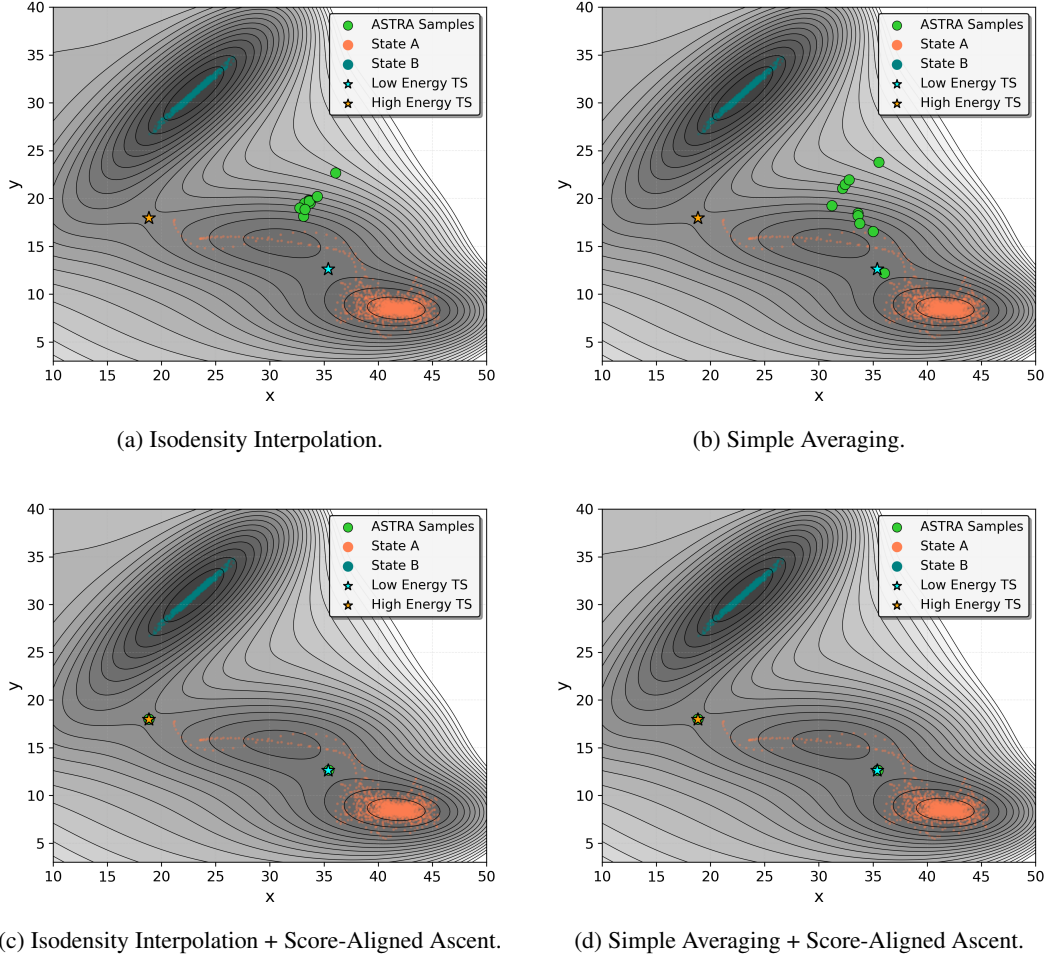 40
35
30
25
20
15
10
5
y
10 15 20 25 30 35 40 45 50
x
ASTRA Samples
State A
State B
Low Energy TS
High Energy TS
(a) Isodensity Interpolation.
40
35
30
25
20
15
10
5
y
10 15 20 25 30 35 40 45 50
x
ASTRA Samples
State A
State B
Low Energy TS
High Energy TS
(b) Simple Averaging.
40
35
30
25
20
15
10
5
y
10 15 20 25 30 35 40 45 50
x
ASTRA Samples
State A
State B
Low Energy TS
High Energy TS
(c) Isodensity Interpolation + Score-Aligned Ascent.
40
35
30
25
20
15
10
5
y
10 15 20 25 30 35 40 45 50
x
ASTRA Samples
State A
State B
Low Energy TS
High Energy TS
(d) Simple Averaging + Score-Aligned Ascent.